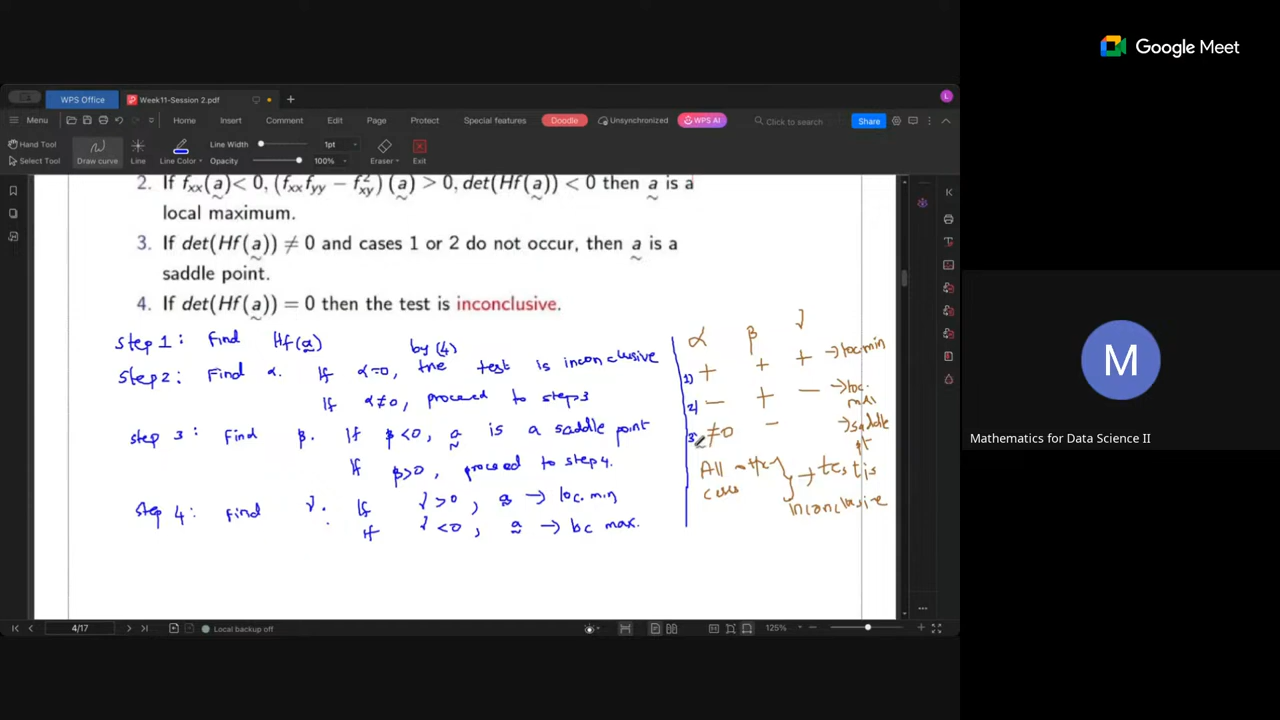 Google Meet
WPS Office
Week11-Session 2.pdf
L
Menu
Home
Insert
Comment
Edit
Page
Protect
Special features
Doodle
Unsynchronized
WPS AI
Click to search
Share
Hand Tool
Select Tool
Draw curve
Line
Line Color
Line Width
1pt
Opacity
100%
Eraser
Exit
2. If fxx(a) < 0, (fxx fyy − f²xy) (a) > 0, det(Hf(a)) < 0 then a is a
local maximum.
3. If det(Hf(a)) ≠ 0 and cases 1 or 2 do not occur, then a is a
saddle point.
4. If det(Hf(a)) = 0 then the test is inconclusive.
Step 1: Find Hf(a)
by (4)
Step 2: Find α. If α=0, the test is inconclusive
If α≠0, proceed to step 3
Step 3: Find β. If β<0, a is a saddle point
If β>0, proceed to step 4.
Step 4: Find √. If √>0, a → loc. min
If √<0, a → loc max.
α β √
1) + + + → loc min
2) − + − → loc.
3) ≠0 − → saddle
pt
All
cases } → test is
inconclusive
M
Mathematics for Data Science II
4/17
Local backup off
125%